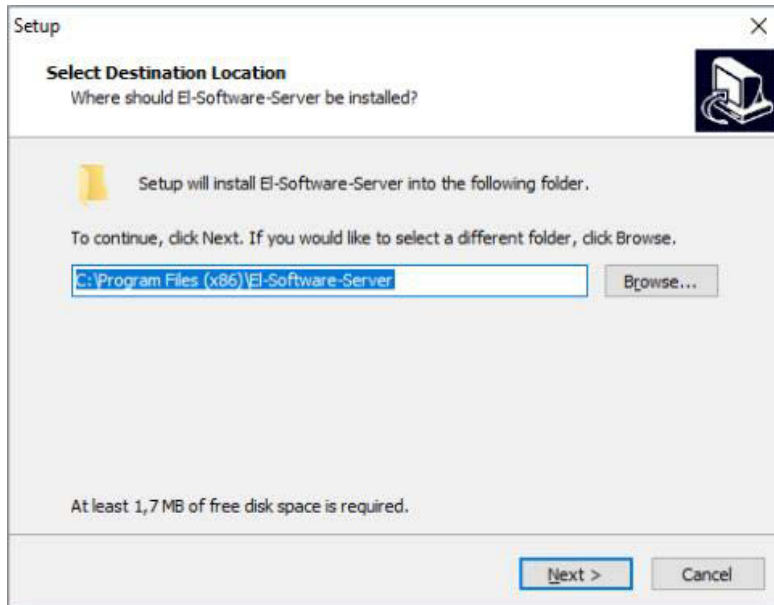 Setup
Select Destination Location
Where should El-Software-Server be installed?
Setup will install El-Software-Server into the following folder.
To continue, click Next. If you would like to select a different folder, click Browse.
C:\Program Files (x86)\El-Software-Server
Browse...
At least 1,7 MB of free disk space is required.
Next >
Cancel